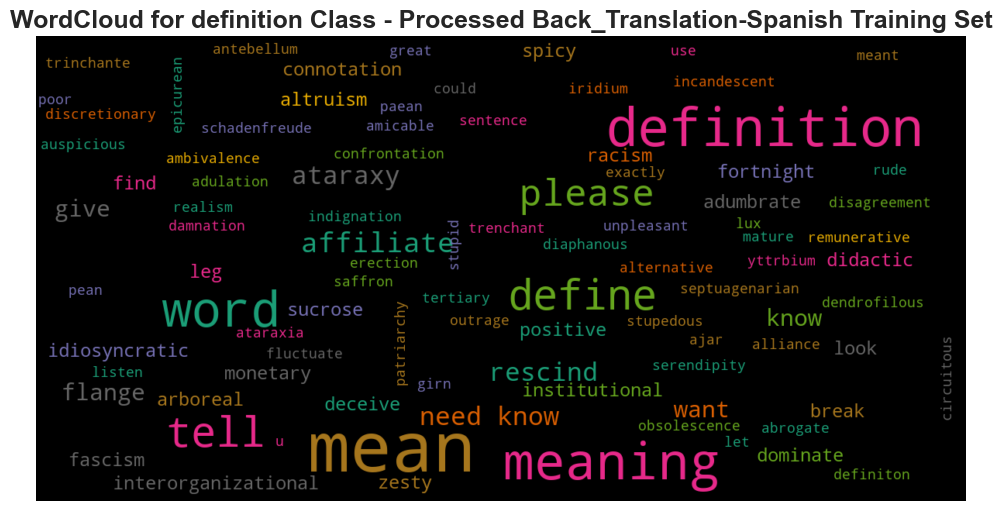 WordCloud for definition Class - Processed Back_Translation-Spanish Training Set
antebellum
great
spicy
use
meant
trinchante
connotation
epicurean
could
iridium
incandescent
poor
altruism
paean
discretionary
schadenfreude
amicable
sentence
definition
auspicious
ambivalence
confrontation
racism
exactly
fortnight
rude
find
adulation
ataraxy
please
adumbrate
disagreement
give
realism
damnation
indignation
affiliate
stupid
trenchant
unpleasant
lux
mature
remunerative
diaphanous
leg
erection
saffron
alternative
yttrbium
didactic
pean
word
sucrose
tertiary
define
septuagenarian
dendrofilous
ataraxia
patriarchy
outrage
positive
stupedous
know
idiosyncratic
fluctuate
ajar
alliance
look
circuitous
listen
monetary
girn
rescind
serendipity
flange
arboreal
deceive
institutional
need know
want
break
tell
u
mean
meaning
obsolescence
abrogate
let
dominate
fascism
interorganizational
zesty
definiton